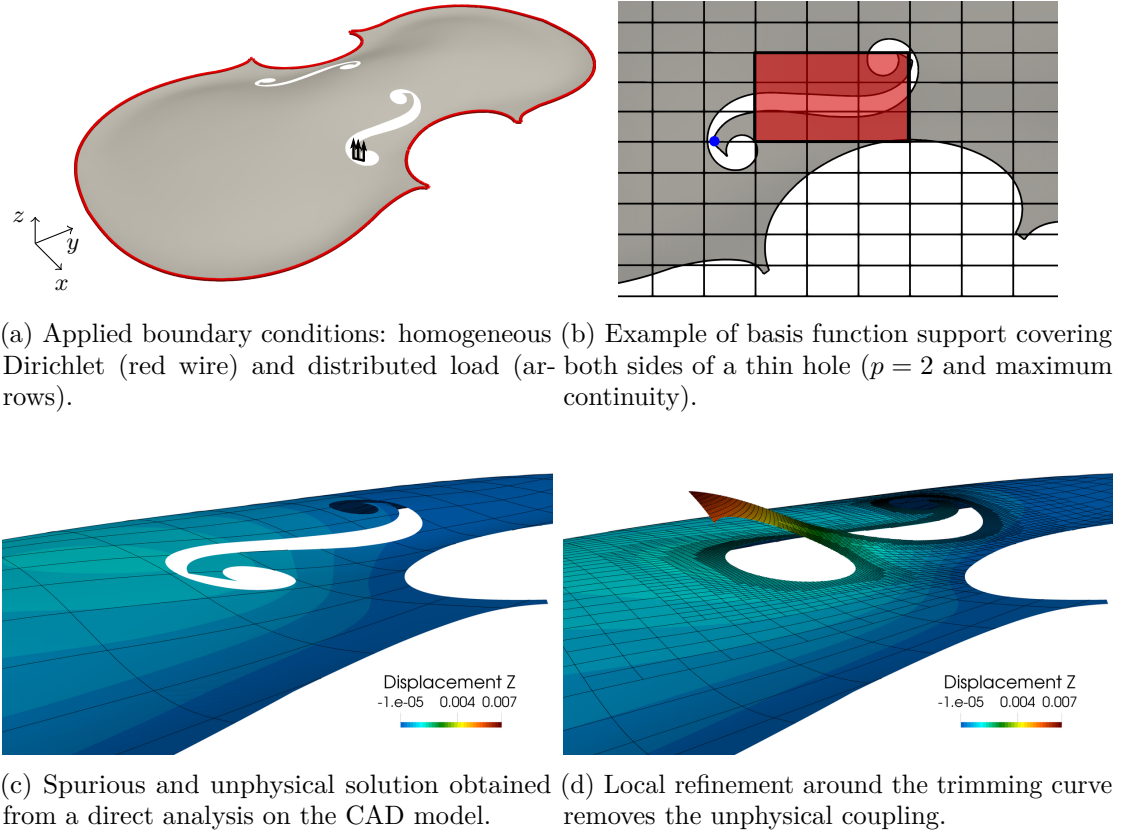 z
y
x
(a) Applied boundary conditions: homogeneous
Dirichlet (red wire) and distributed load (ar-
rows).
(b) Example of basis function support covering
both sides of a thin hole (p = 2 and maximum
continuity).
Displacement Z
-1.e-05 0.004 0.007
Displacement Z
-1.e-05 0.004 0.007
(c) Spurious and unphysical solution obtained
from a direct analysis on the CAD model.
(d) Local refinement around the trimming curve
removes the unphysical coupling.